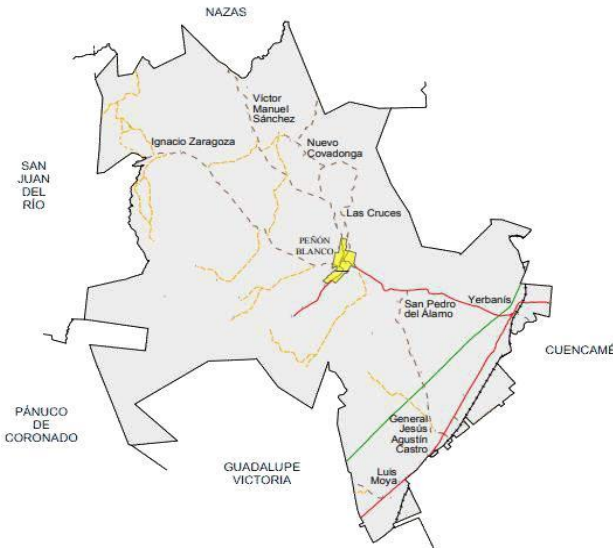 NAZAS
Víctor
Manuel
Sánchez
Ignacio Zaragoza
Nuevo
Covadonga
SAN
JUAN
DEL
RÍO
Las Cruces
PEÑÓN
BLANCO
San Pedro
del Álamo
Yerbanís
CUENCAMÉ
PÁNUCO
DE
CORONADO
General
Jesús
Agustín
Castro
GUADALUPE
VICTORIA
Luis
Moya